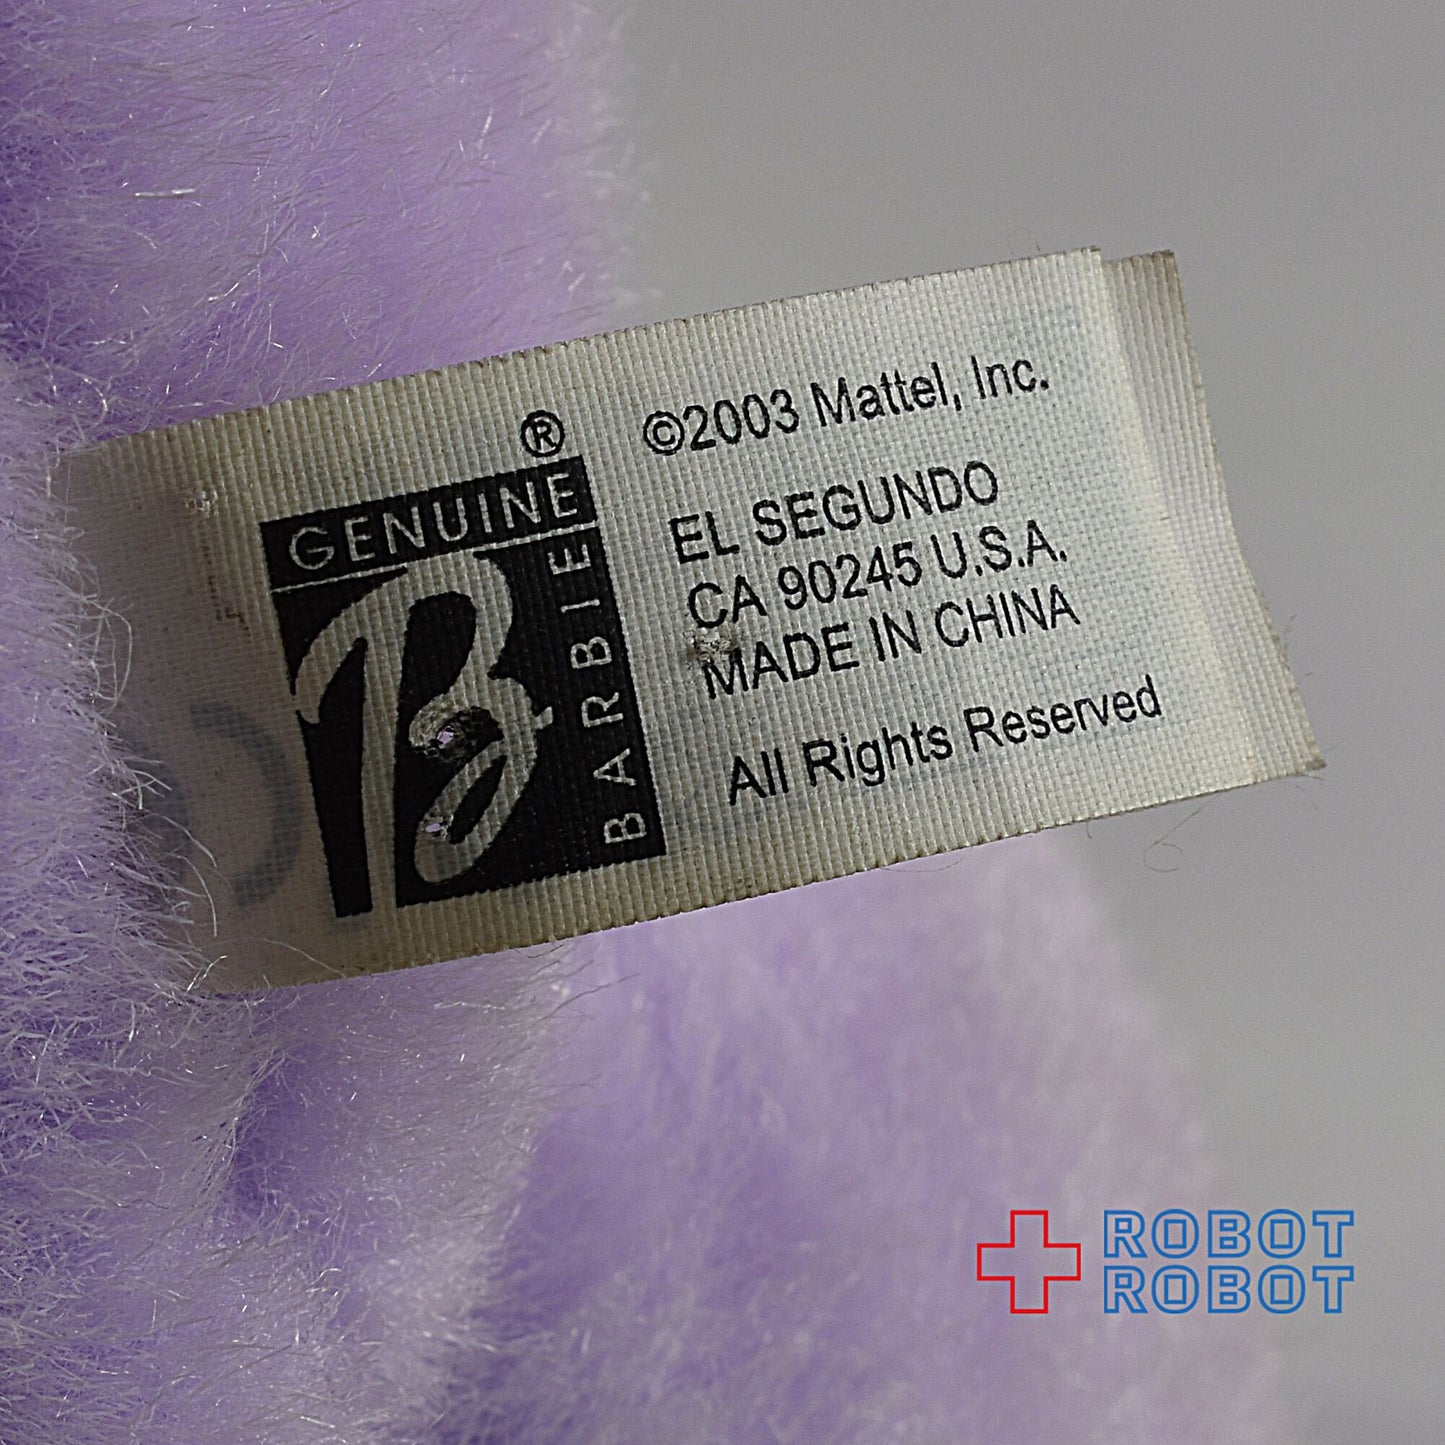 GENUINE ®
B
BARBIE
©2003 Mattel, Inc.
EL SEGUNDO
CA 90245 U.S.A.
MADE IN CHINA
All Rights Reserved
ROBOT
ROBOT